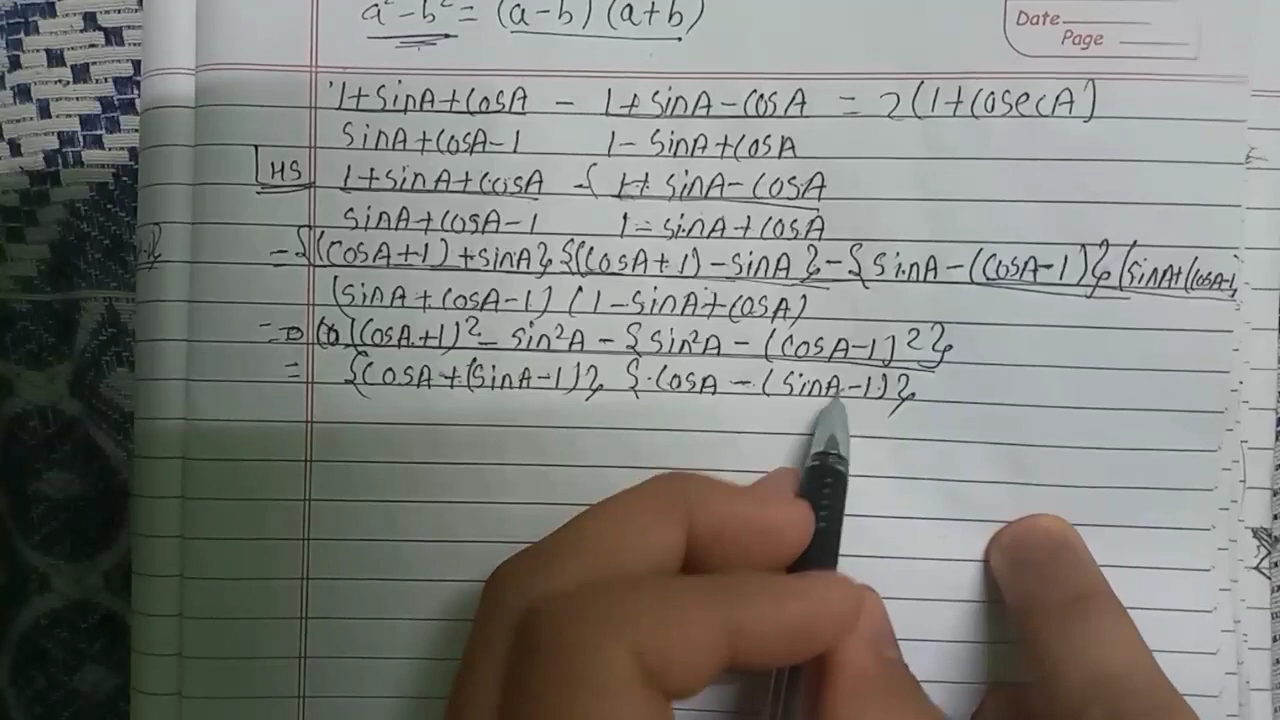 a²-b² = (a-b) (a+b)
Date
Page
1+sinA+cosA - 1+sinA-cosA = 2(1+cosecA)
sinA+cosA-1 1-sinA+cosA
LHS 1+sinA+cosA - { 1+ sinA-cosA
sinA+cosA-1 1-sinA+cosA
= {(cosA+1)+sinA} {(cosA+1)-sinA} - {sinA-(cosA-1)} (sinA+(cosA-1)
(sinA+cosA-1) (1-sinA+cosA)
= (cosA+1)² - sin²A - {sin²A - (cosA-1)²}
= {cosA+(sinA-1)} {cosA-(sinA-1)}